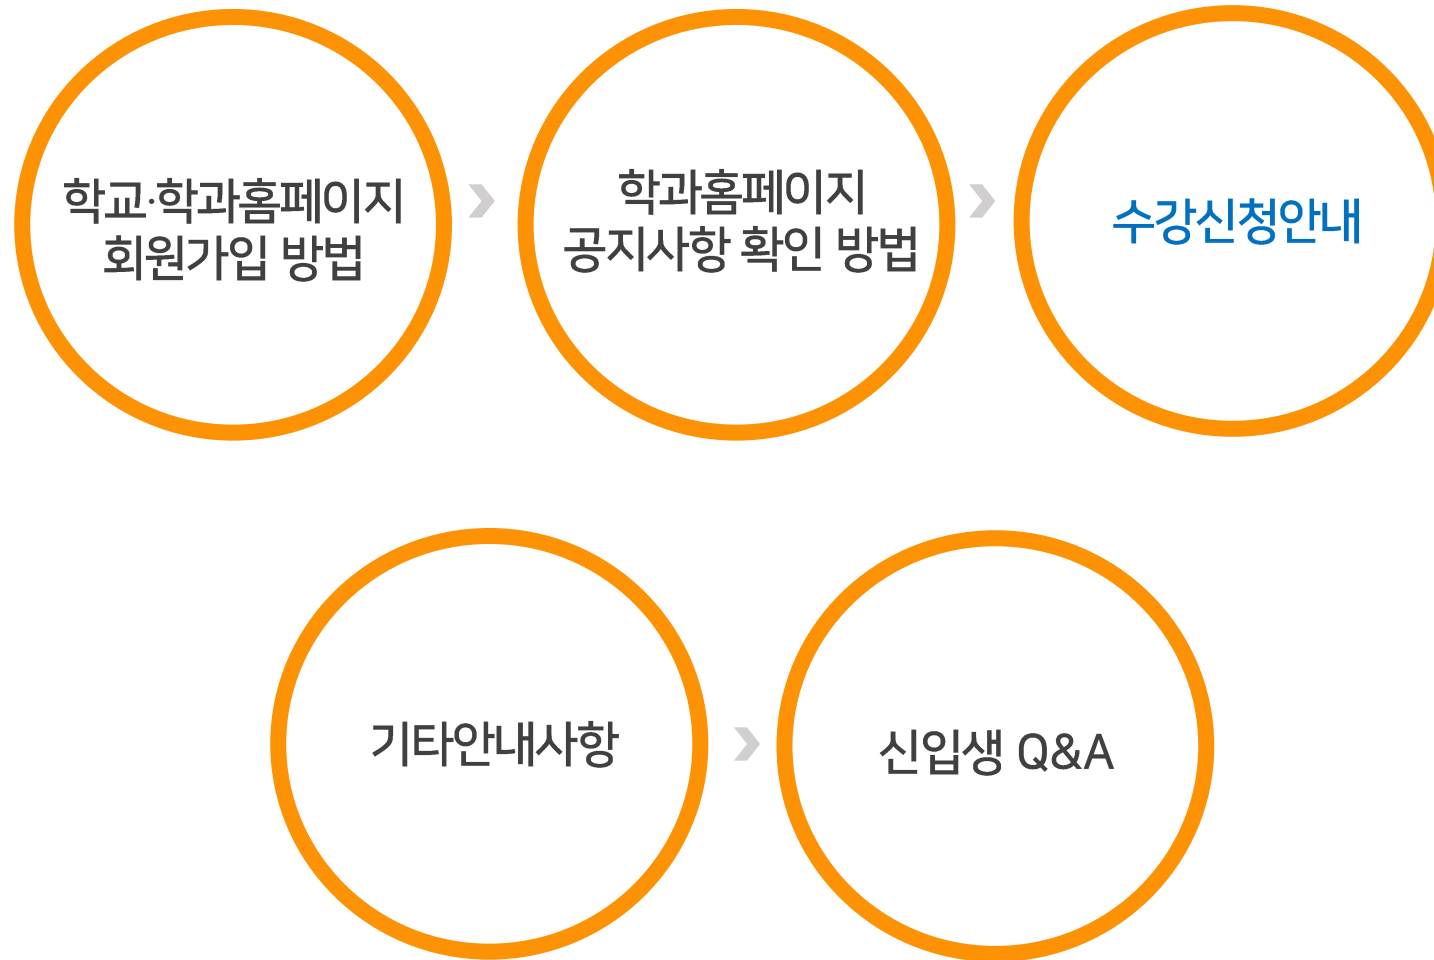 학교·학과홈페이지
회원가입 방법
학과홈페이지
공지사항 확인 방법
수강신청안내
기타안내사항
신입생 Q&A